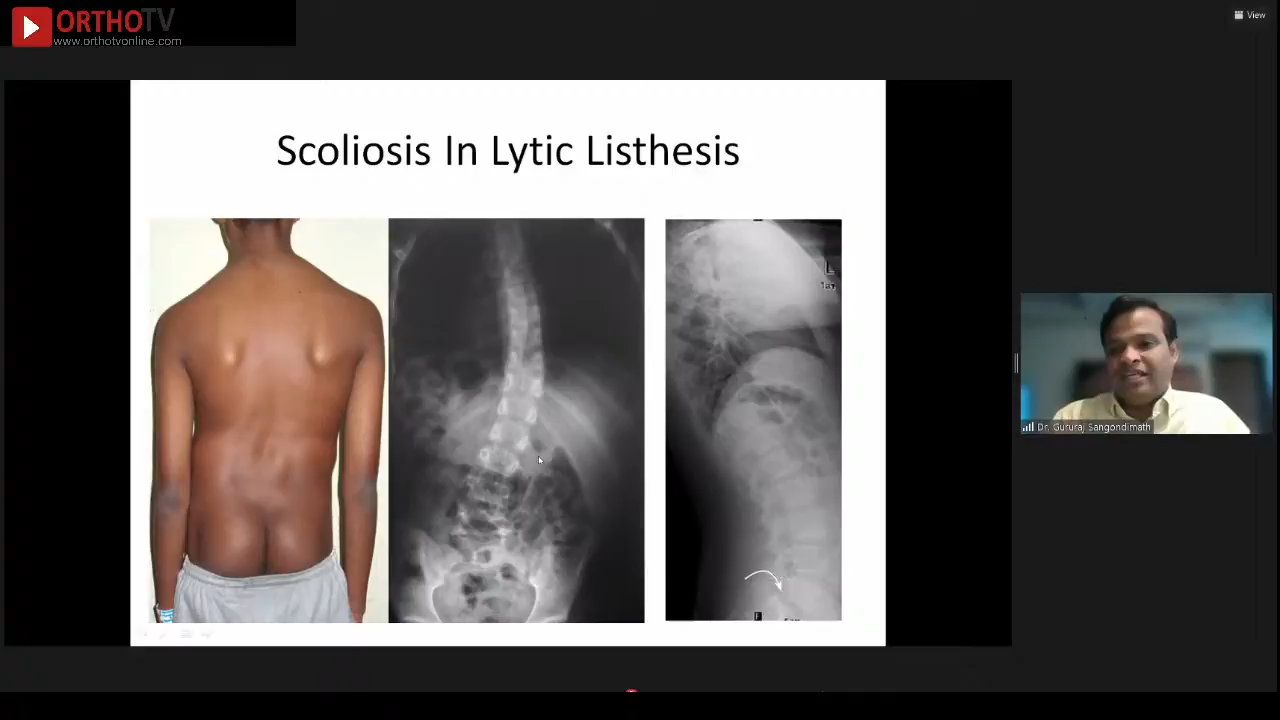 ORTHOTV
www.orthotvonline.com
View
Scoliosis In Lytic Listhesis
L
Dr. Gururaj Sangondimath